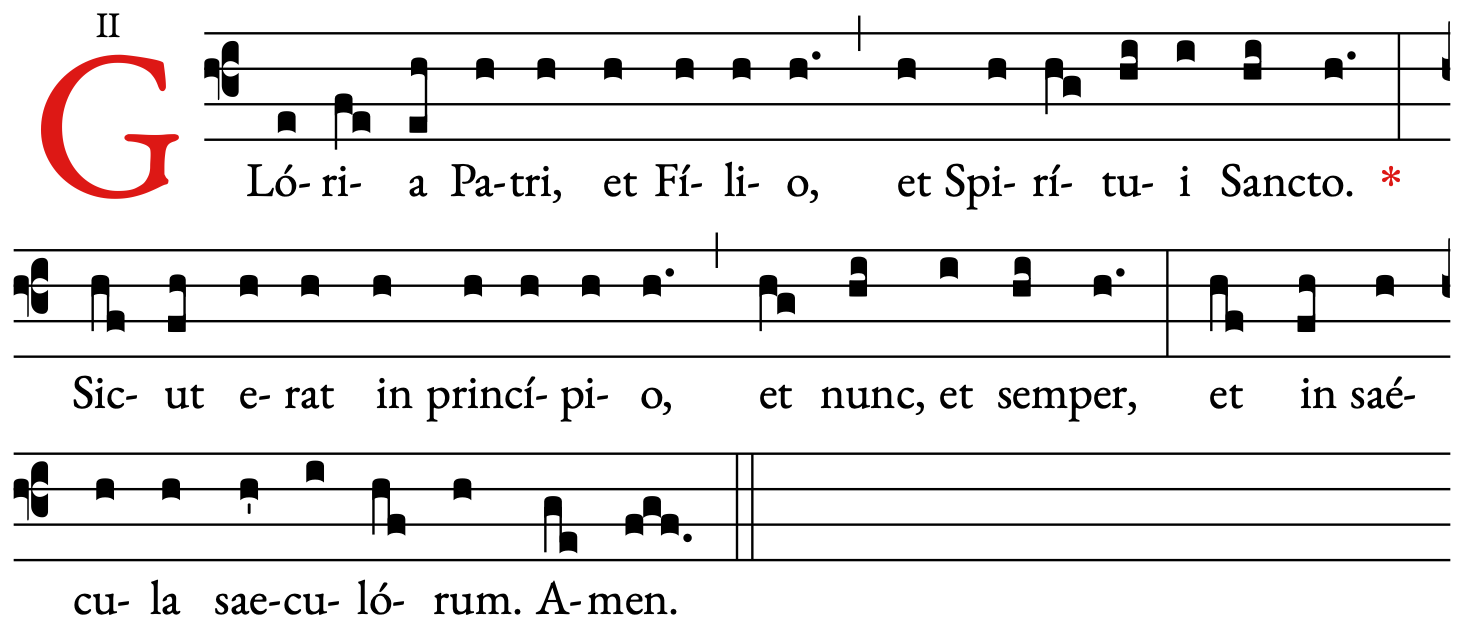 II
GLó- ri- a Pa-tri, et Fí- li- o, et Spi- rí- tu- i Sancto. *
Sic- ut e- rat in princí- pi- o, et nunc, et semper, et in saé-
cu- la sae-cu- ló- rum. A-men.